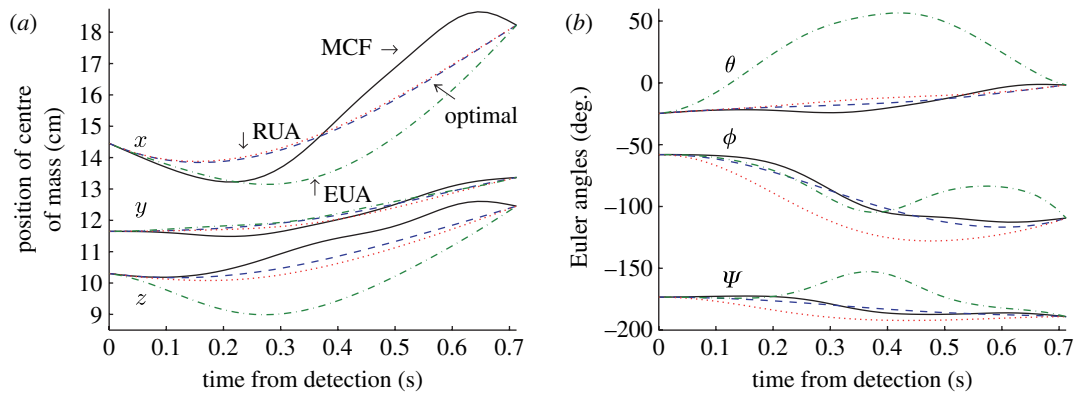 (a)
position of centre
of mass (cm)
18
17
16
15
14
13
12
11
10
9
MCF →
optimal
RUA
EUA
x
y
z
0 0.1 0.2 0.3 0.4 0.5 0.6 0.7
time from detection (s)
(b)
Euler angles (deg.)
50
0
−50
−100
−150
−200
θ
ϕ
Ψ
0 0.1 0.2 0.3 0.4 0.5 0.6 0.7
time from detection (s)